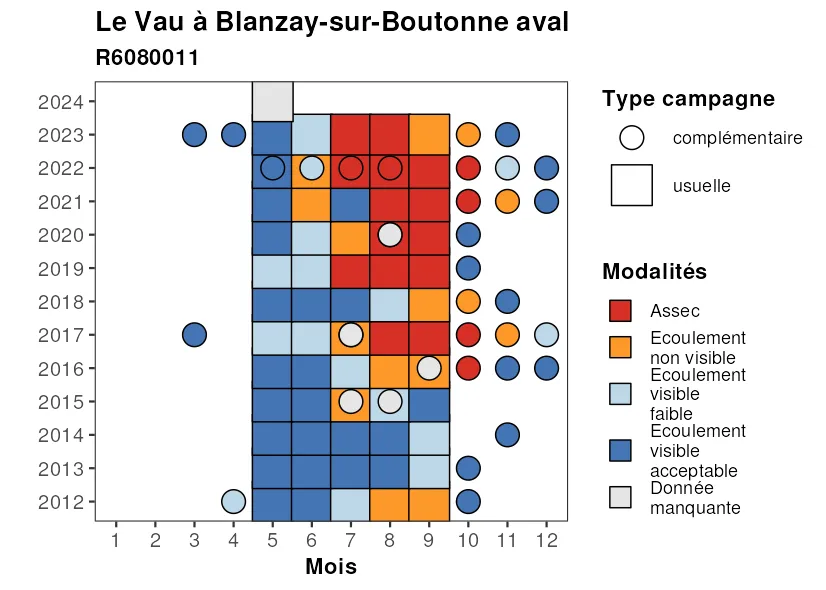 Le Vau à Blanzay-sur-Boutonne aval
R6080011
2024
2023
2022
2021
2020
2019
2018
2017
2016
2015
2014
2013
2012
1 2 3 4 5 6 7 8 9 10 11 12
Mois
Type campagne
complémentaire
usuelle
Modalités
Assec
Ecoulement
non visible
Ecoulement
visible
faible
Ecoulement
visible
acceptable
Donnée
manquante